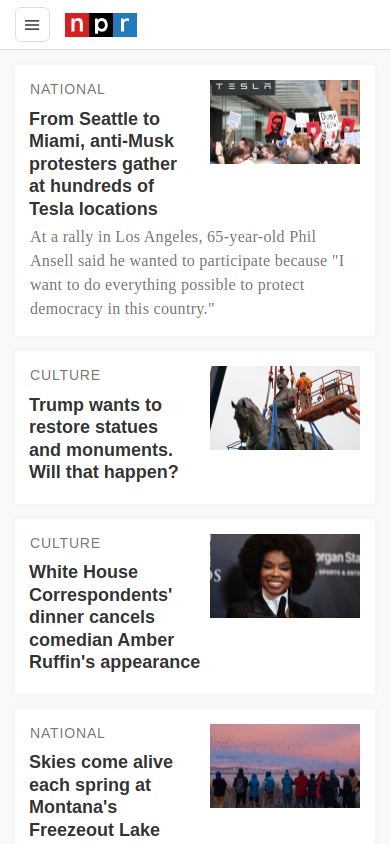 npr
NATIONAL
From Seattle to
Miami, anti-Musk
protesters gather
at hundreds of
Tesla locations
TESLA
At a rally in Los Angeles, 65-year-old Phil
Ansell said he wanted to participate because "I
want to do everything possible to protect
democracy in this country."
CULTURE
Trump wants to
restore statues
and monuments.
Will that happen?
CULTURE
White House
Correspondents'
dinner cancels
comedian Amber
Ruffin's appearance
NATIONAL
Skies come alive
each spring at
Montana's
Freezeout Lake